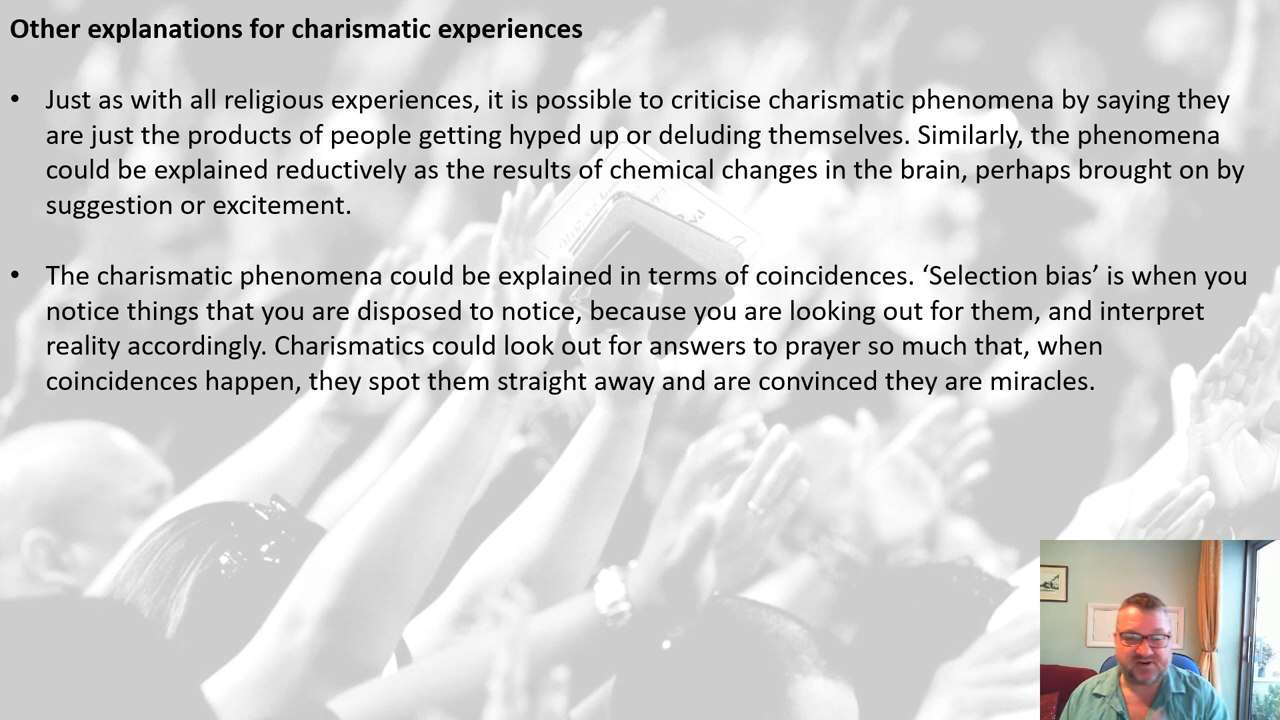 Other explanations for charismatic experiences
• Just as with all religious experiences, it is possible to criticise charismatic phenomena by saying they
are just the products of people getting hyped up or deluding themselves. Similarly, the phenomena
could be explained reductively as the results of chemical changes in the brain, perhaps brought on by
suggestion or excitement.
• The charismatic phenomena could be explained in terms of coincidences. ‘Selection bias’ is when you
notice things that you are disposed to notice, because you are looking out for them, and interpret
reality accordingly. Charismatics could look out for answers to prayer so much that, when
coincidences happen, they spot them straight away and are convinced they are miracles.